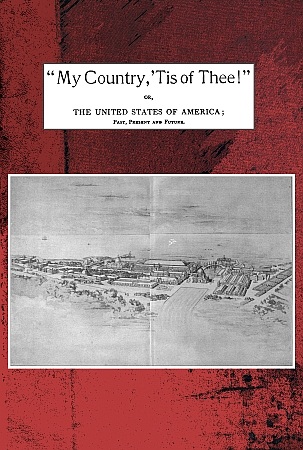 “My Country,’Tis of Thee!”
OR,
THE UNITED STATES OF AMERICA;
Past, Present and Future.